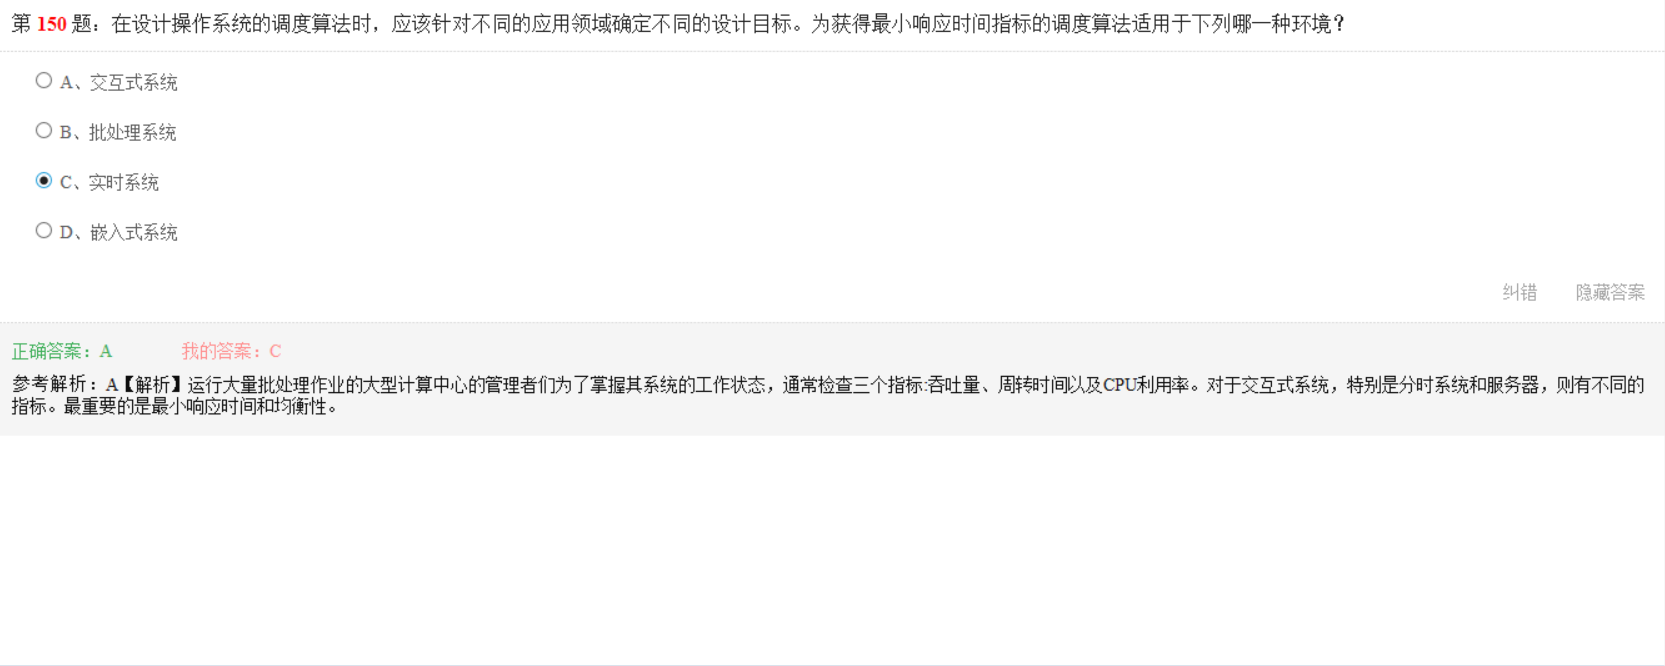 第 150 题：在设计操作系统的调度算法时，应该针对不同的应用领域确定不同的设计目标。为获得最小响应时间指标的调度算法适用于下列哪一种环境？
A、交互式系统
B、批处理系统
C、实时系统
D、嵌入式系统
纠错 隐藏答案
正确答案：A 我的答案：C
参考解析：A【解析】运行大量批处理作业的大型计算中心的管理者们为了掌握其系统的工作状态，通常检查三个指标:吞吐量、周转时间以及CPU利用率。对于交互式系统，特别是分时系统和服务器，则有不同的
指标。最重要的是最小响应时间和均衡性。